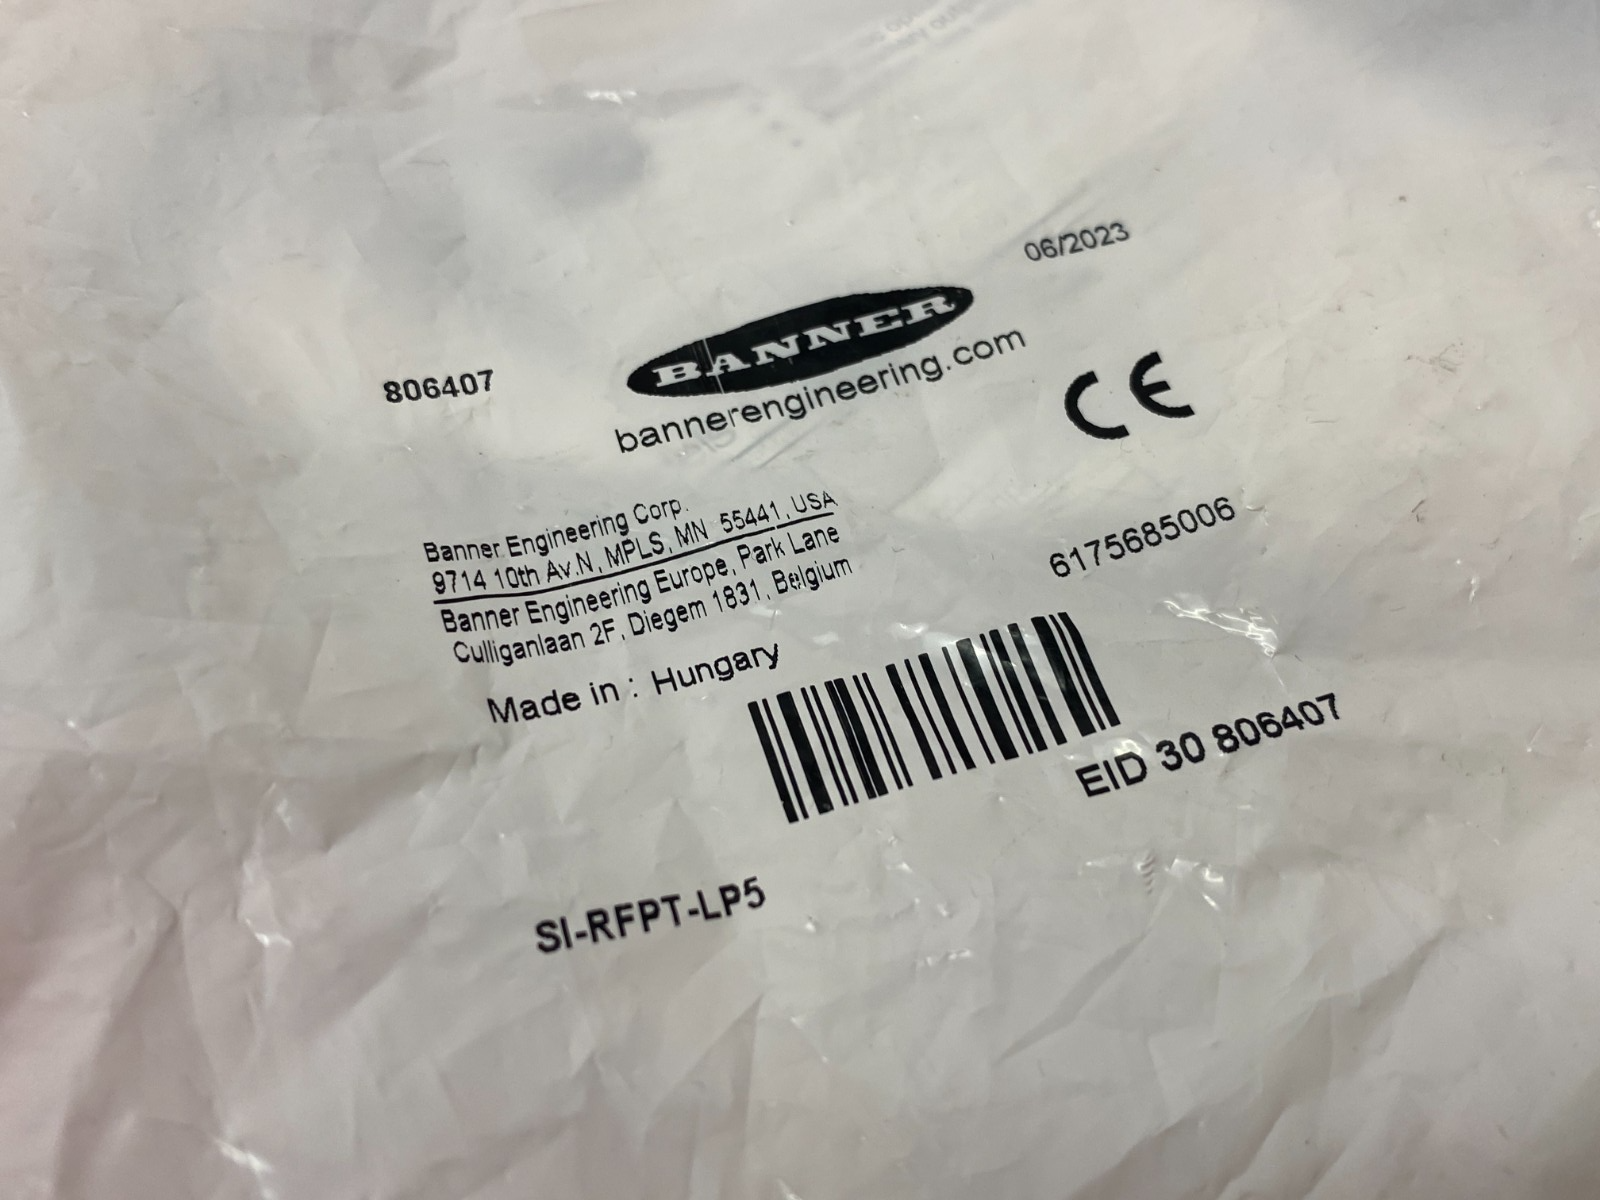 06/2023
806407
BANNER
bannerengineering.com
CE
Banner Engineering Corp.
9714 10th Av.N, MPLS, MN 55441, USA
Banner Engineering Europe, Park Lane
Culliganlaan 2F, Diegem 1831, Belgium
6175685006
Made in : Hungary
EID 30 806407
SI-RFPT-LP5